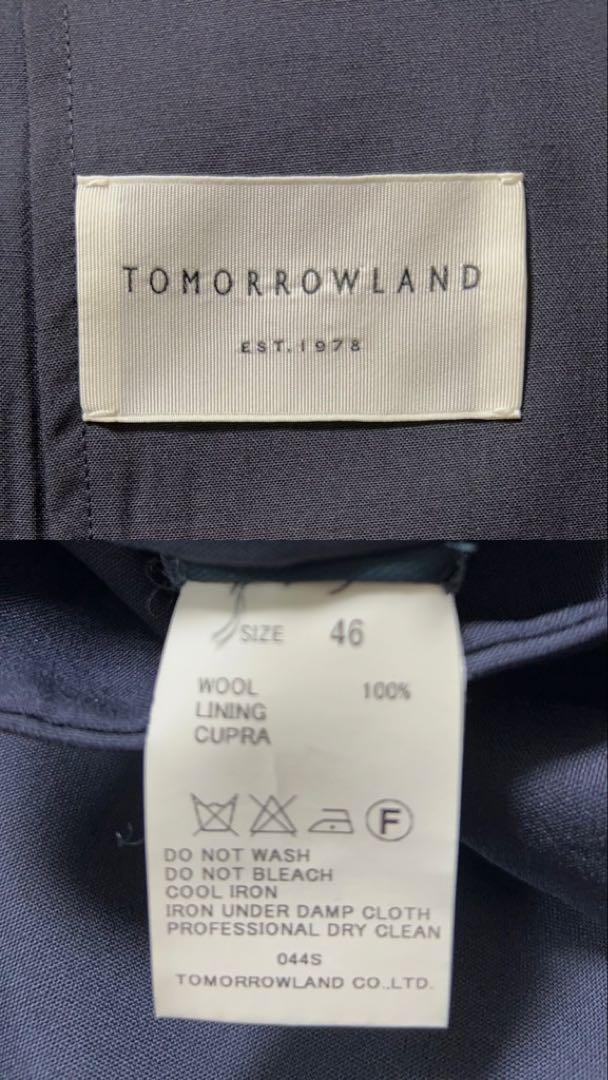 TOMORROWLAND
EST. 1978
SIZE 46
WOOL 100%
LINING
CUPRA
F
DO NOT WASH
DO NOT BLEACH
COOL IRON
IRON UNDER DAMP CLOTH
PROFESSIONAL DRY CLEAN
044S
TOMORROWLAND CO.,LTD.